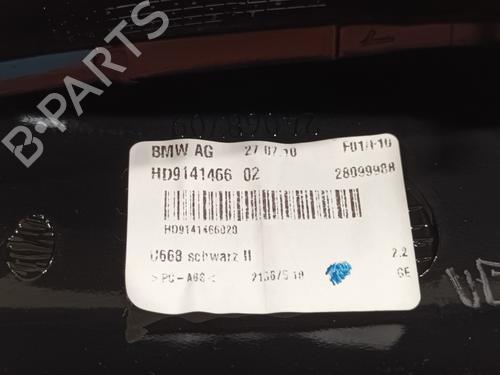 BMW AG 27.07.10 F01/F10
HD9141466 02 2809998R
HD9141466020
U668 schwarz II 2.2
>PC-ABS< GE
B-PARTS